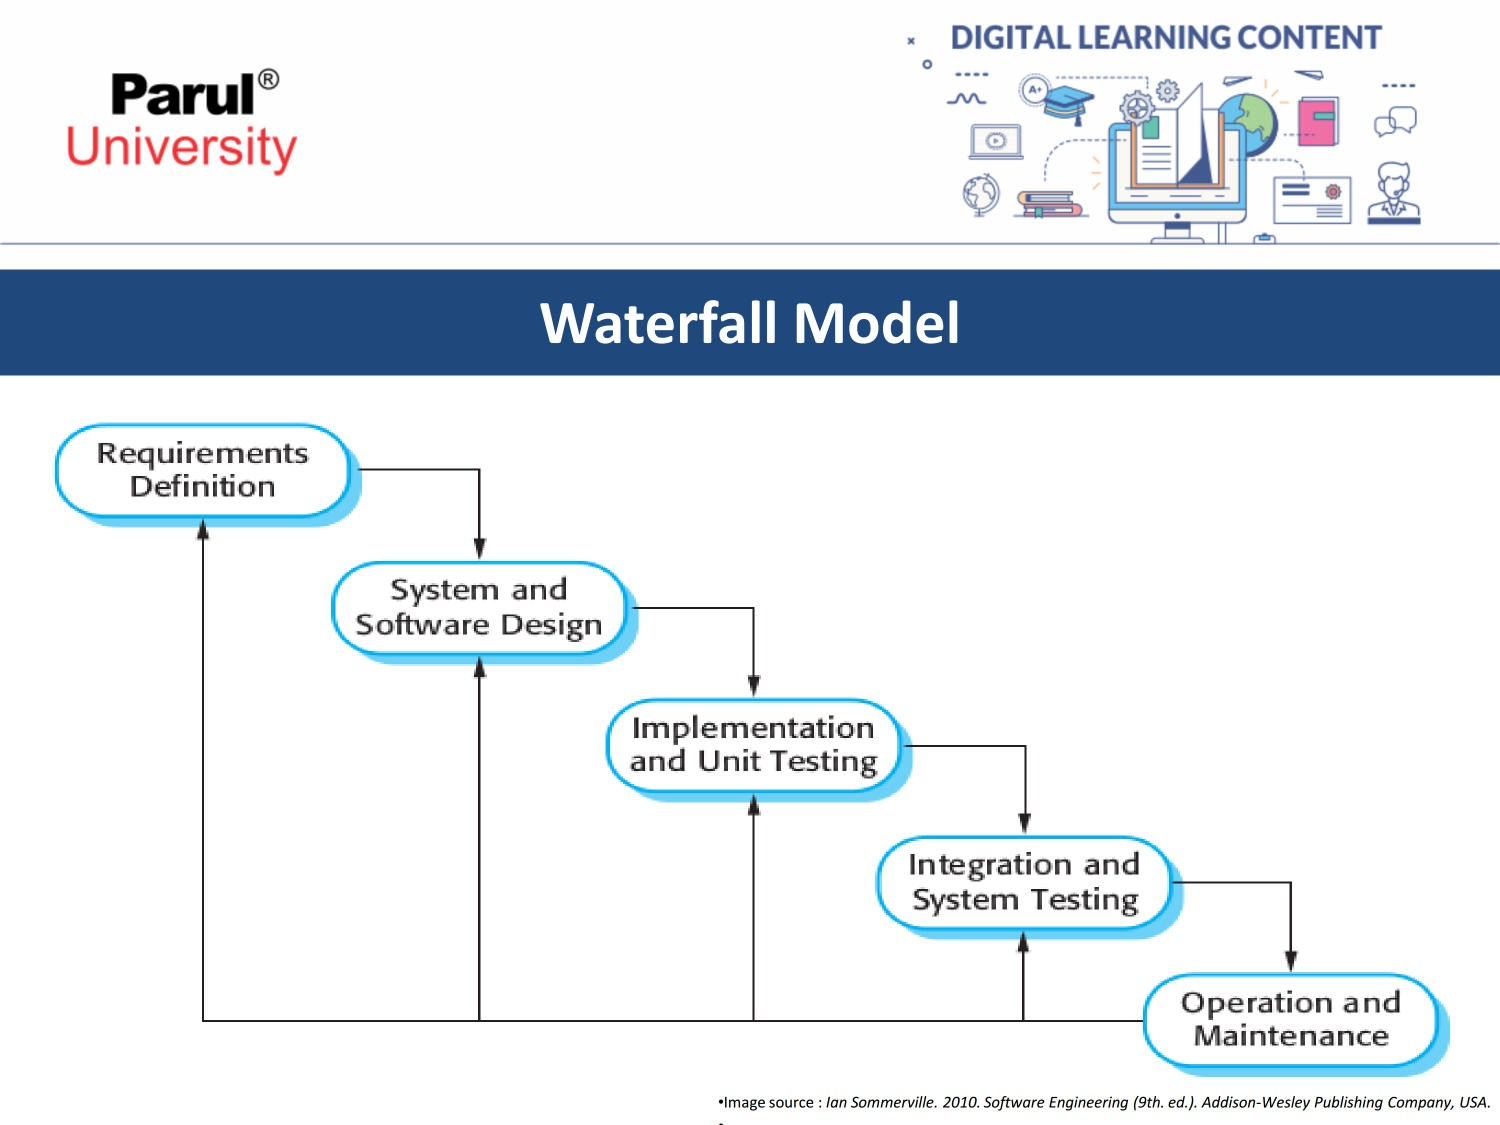 DIGITAL LEARNING CONTENT
A+
Parul®
University
Waterfall Model
Requirements
Definition
System and
Software Design
Implementation
and Unit Testing
Integration and
System Testing
Operation and
Maintenance
•Image source : Ian Sommerville. 2010. Software Engineering (9th. ed.). Addison-Wesley Publishing Company, USA.
•